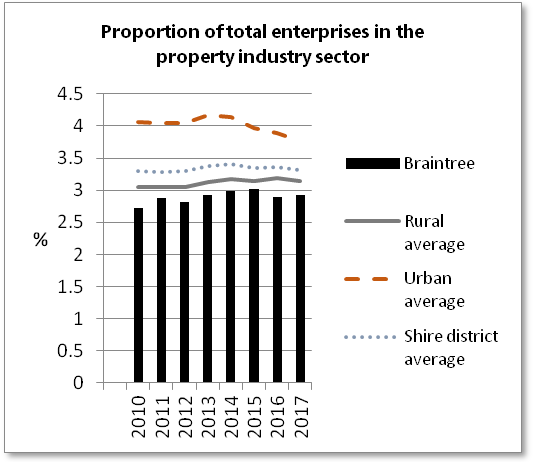 Proportion of total enterprises in the
property industry sector
4.5
4
3.5
3
2.5
2
1.5
1
0.5
0
%
2010
2011
2012
2013
2014
2015
2016
2017
Braintree
Rural
average
Urban
average
Shire district
average